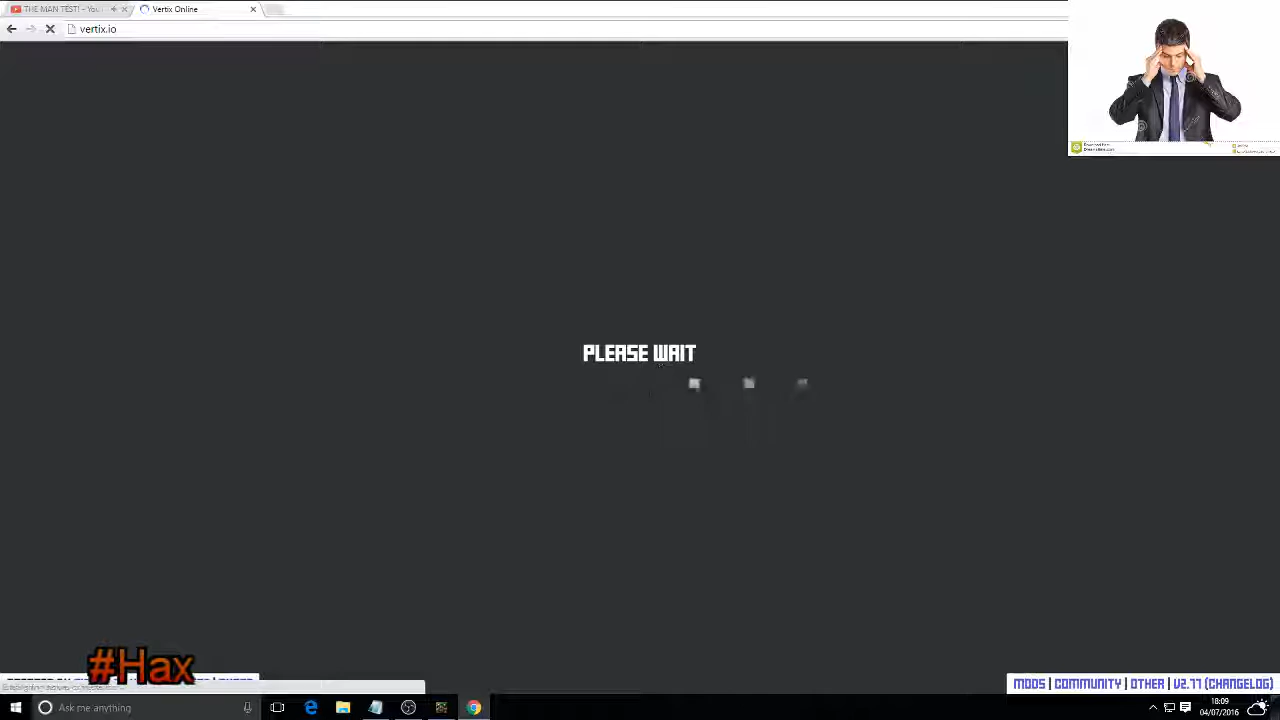 THE MAN TEST! - You
Vertix Online
vertix.io
PLEASE WAIT
#Hax
MODS | COMMUNITY | OTHER | V2.77 (CHANGELOG)
Ask me anything
18:09
04/07/2016